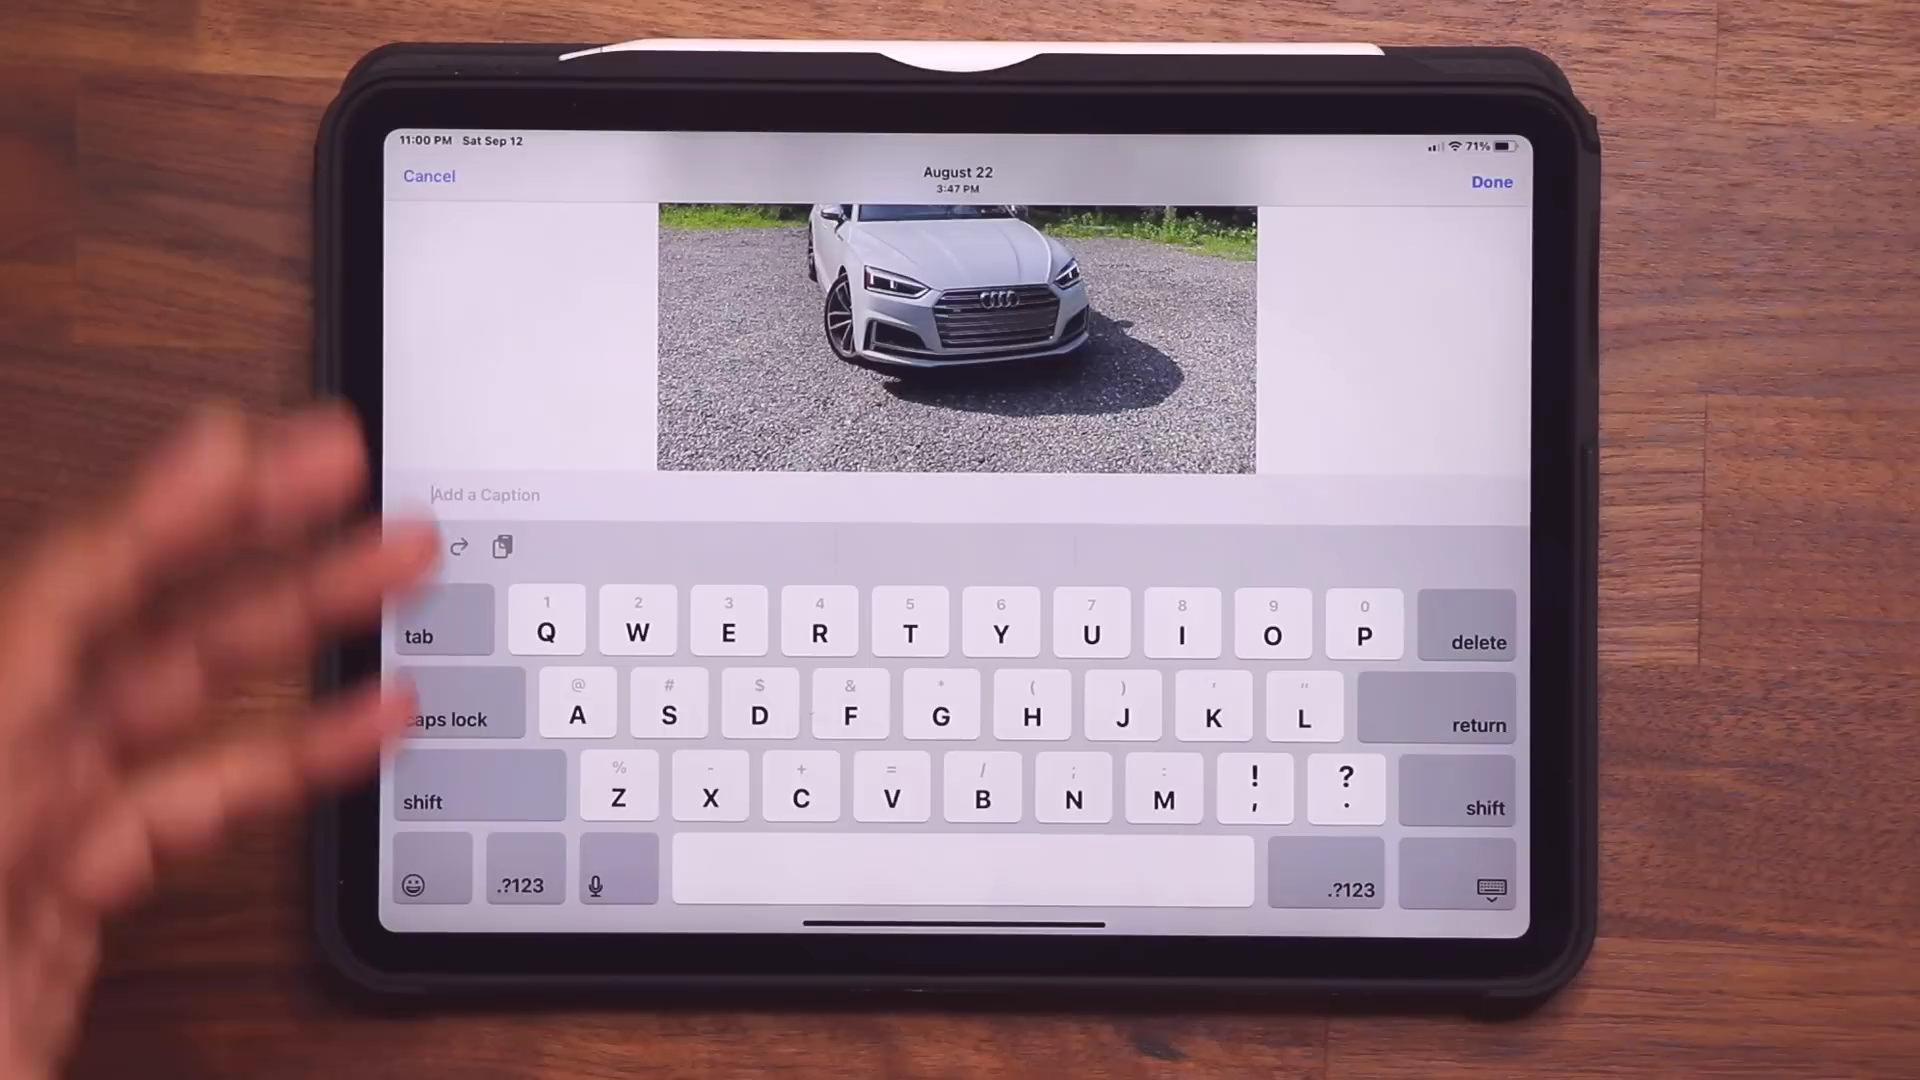 11:00 PM Sat Sep 12
71%
Cancel
August 22
3:47 PM
Done
Add a Caption
1 2 3 4 5 6 7 8 9 0
tab Q W E R T Y U I O P delete
@ # $ & * ( ) ' "
caps lock A S D F G H J K L return
% - + = / ; : ! ?
shift Z X C V B N M , . shift
.?123 .?123